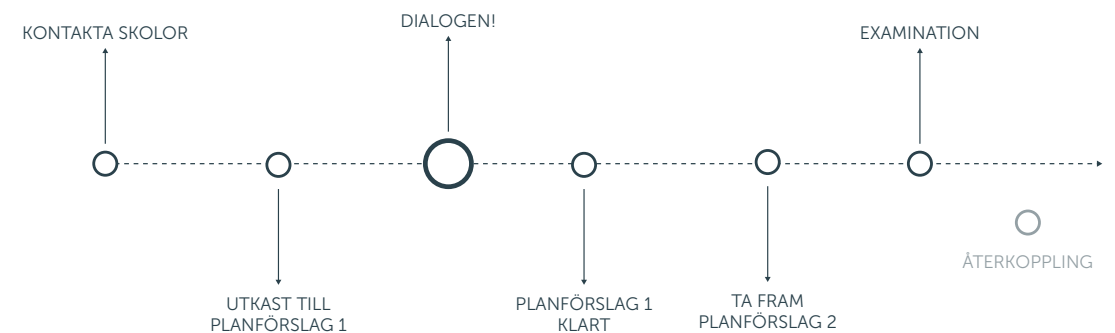 KONTAKTA SKOLOR
DIALOGEN!
EXAMINATION
ÅTERKOPPLING
UTKAST TILL
PLANFÖRSLAG 1
PLANFÖRSLAG 1
KLART
TA FRAM
PLANFÖRSLAG 2